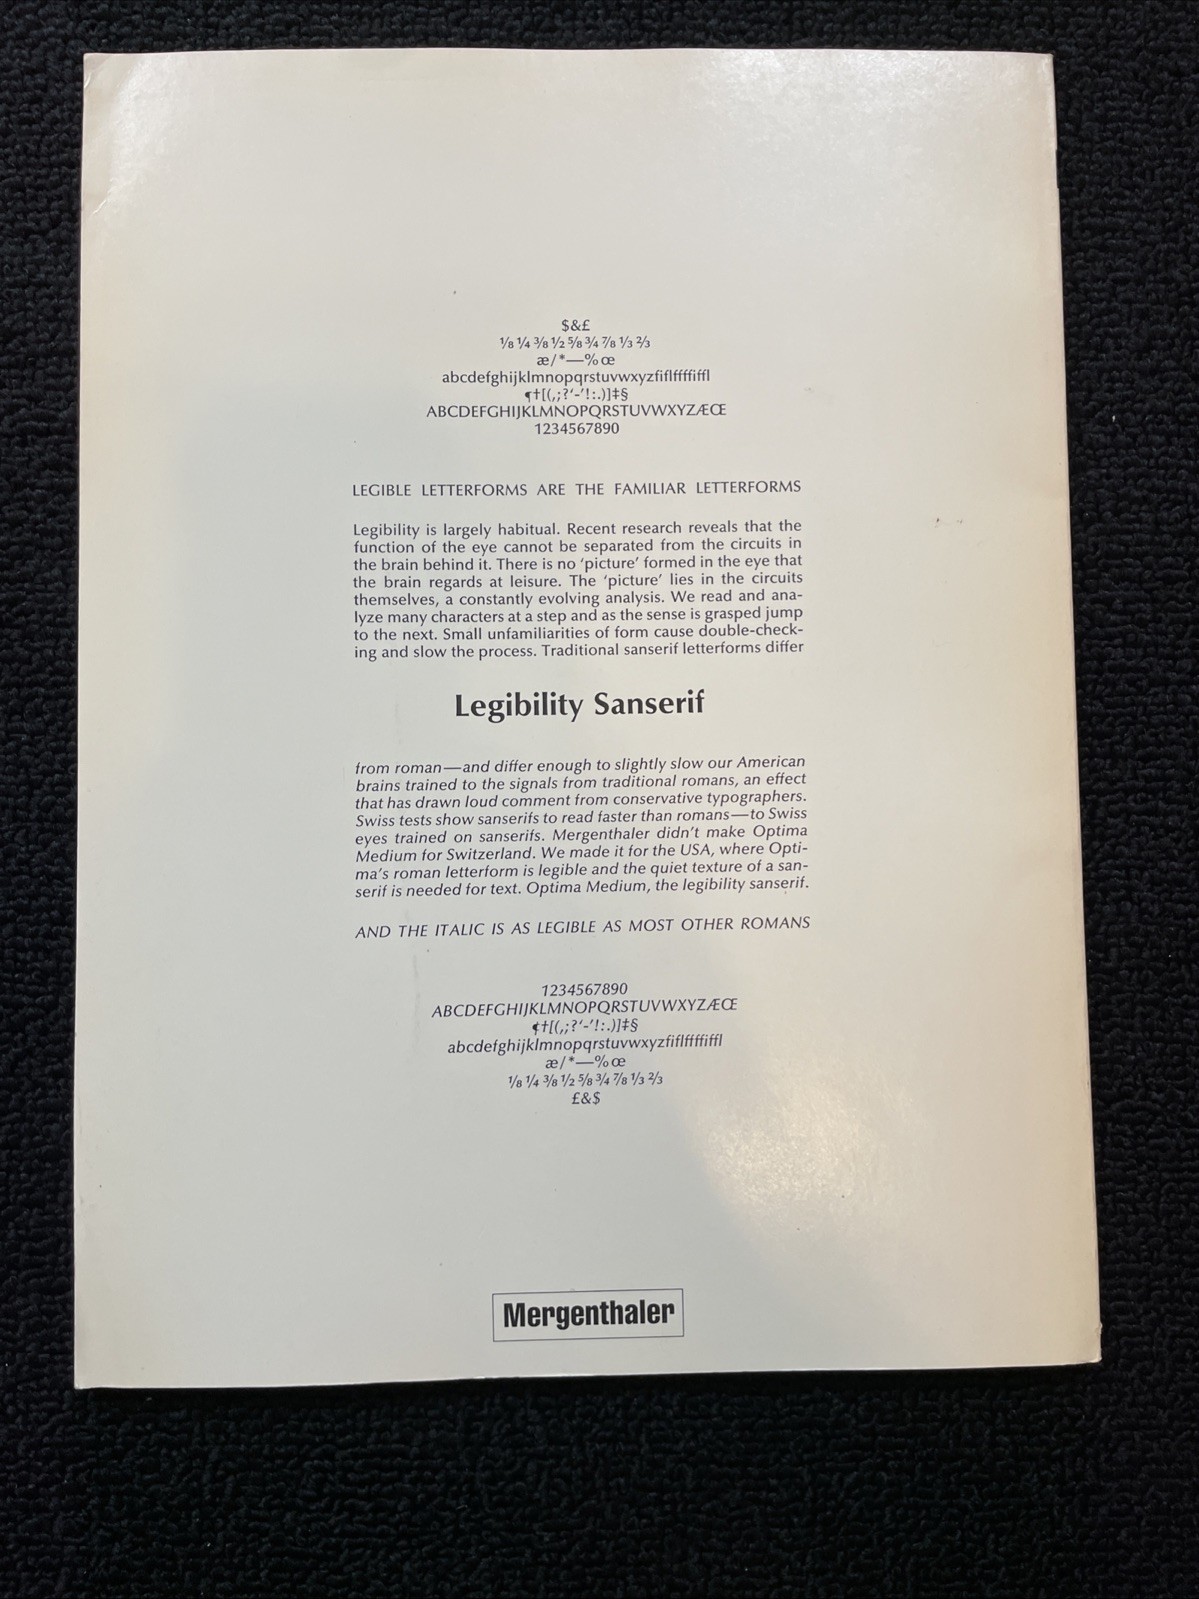 $&£
⅛ ¼ ⅜ ½ ⅝ ¾ ⅞ ⅓ ⅔
æ/*—%œ
abcdefghijklmnopqrstuvwxyzfiflffffiffl
¶†[(,;?‘-’!:.)]‡§
ABCDEFGHIJKLMNOPQRSTUVWXYZÆŒ
1234567890
LEGIBLE LETTERFORMS ARE THE FAMILIAR LETTERFORMS
Legibility is largely habitual. Recent research reveals that the
function of the eye cannot be separated from the circuits in
the brain behind it. There is no ‘picture’ formed in the eye that
the brain regards at leisure. The ‘picture’ lies in the circuits
themselves, a constantly evolving analysis. We read and ana-
lyze many characters at a step and as the sense is grasped jump
to the next. Small unfamiliarities of form cause double-check-
ing and slow the process. Traditional sanserif letterforms differ
Legibility Sanserif
from roman—and differ enough to slightly slow our American
brains trained to the signals from traditional romans, an effect
that has drawn loud comment from conservative typographers.
Swiss tests show sanserifs to read faster than romans—to Swiss
eyes trained on sanserifs. Mergenthaler didn’t make Optima
Medium for Switzerland. We made it for the USA, where Opti-
ma’s roman letterform is legible and the quiet texture of a san-
serif is needed for text. Optima Medium, the legibility sanserif.
AND THE ITALIC IS AS LEGIBLE AS MOST OTHER ROMANS
1234567890
ABCDEFGHIJKLMNOPQRSTUVWXYZÆŒ
¶†[(,;?‘-’!:.)]‡§
abcdefghijklmnopqrstuvwxyzfiflffffiffl
æ/*—%œ
⅛ ¼ ⅜ ½ ⅝ ¾ ⅞ ⅓ ⅔
£&$
Mergenthaler